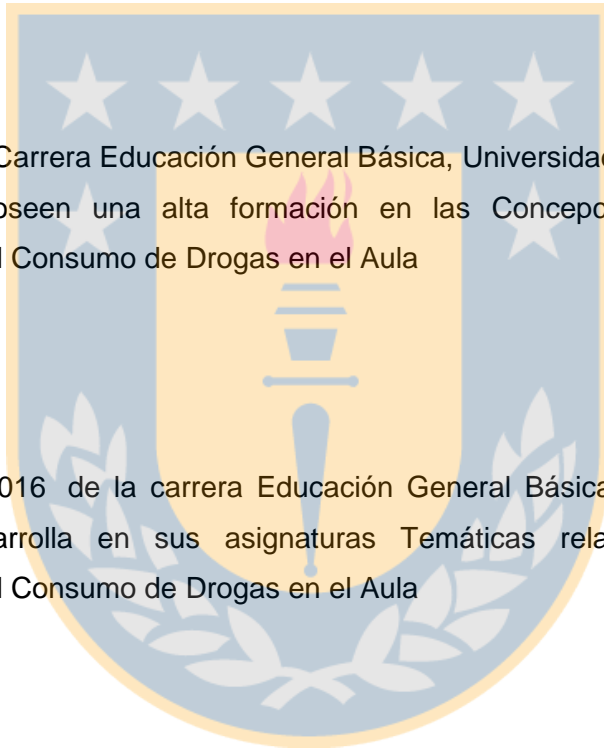 Carrera Educación General Básica, Universidad
oseen una alta formación en las Concepc
l Consumo de Drogas en el Aula
016 de la carrera Educación General Básica
arrolla en sus asignaturas Temáticas rela
l Consumo de Drogas en el Aula